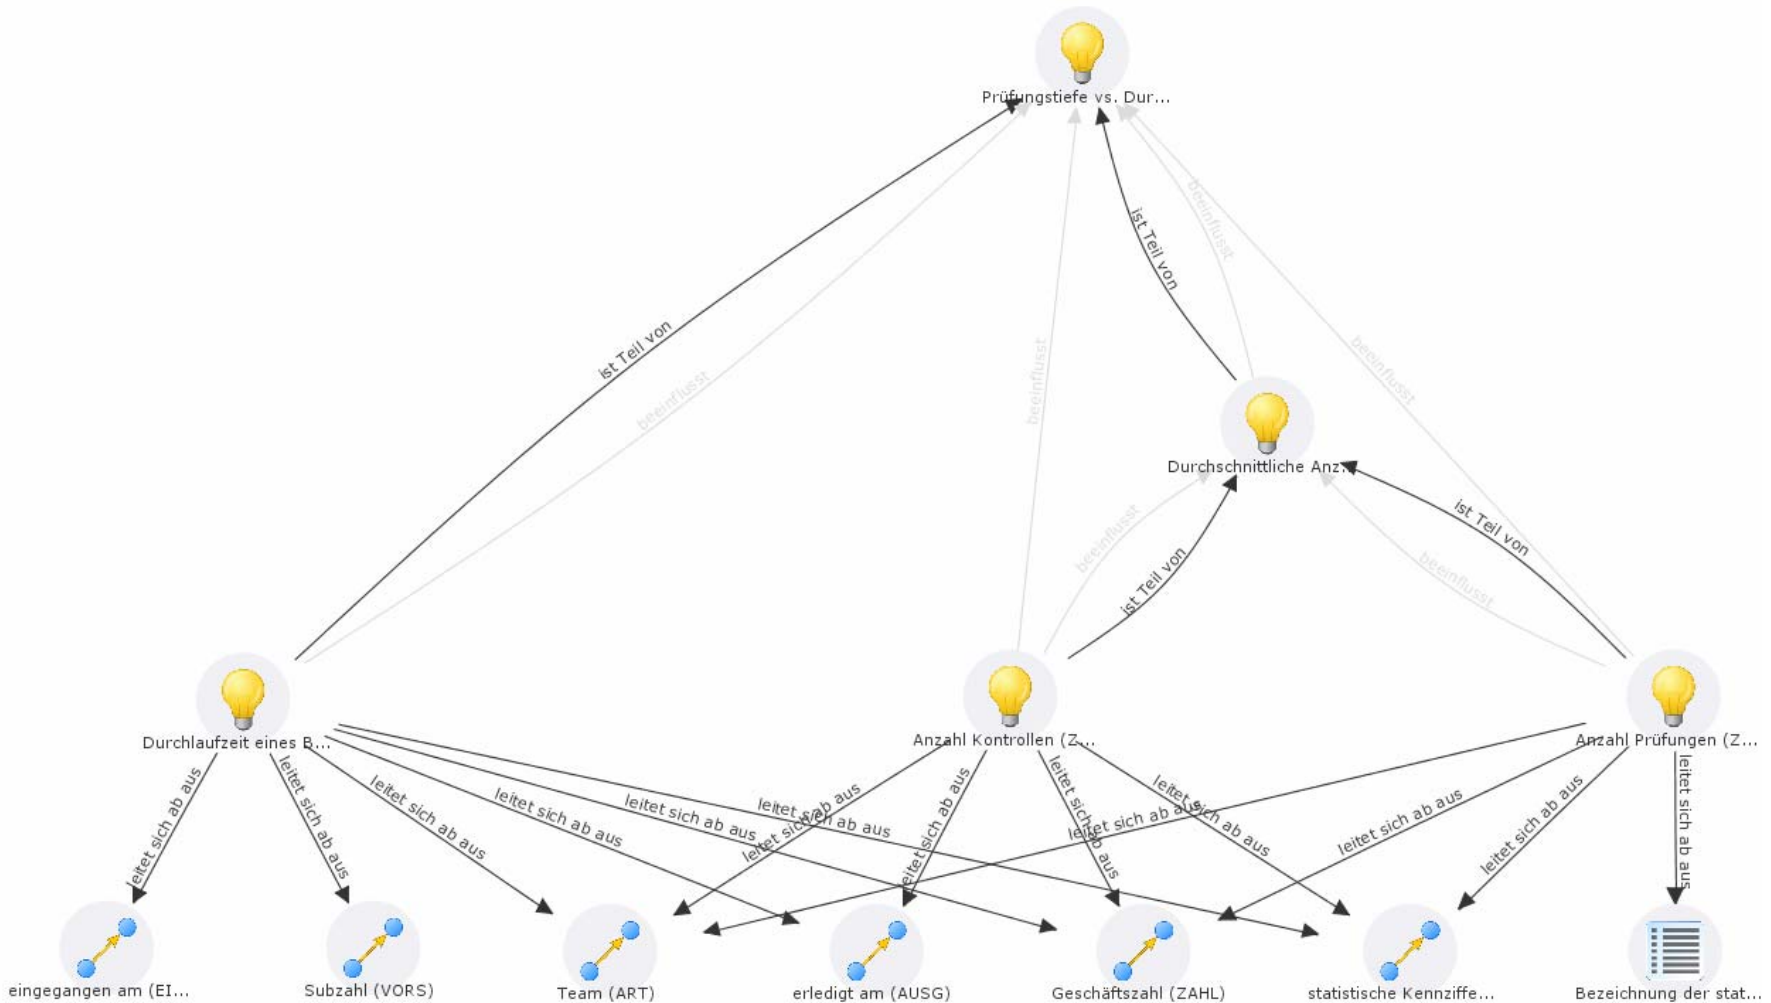 Prüfungstiefe vs. Dur...
beeinflusst
ist Teil von
ist Teil von
beeinflusst
beeinflusst
beeinflusst
Durchschnittliche Anz...
ist Teil von
beeinflusst
ist Teil von
beeinflusst
Durchlaufzeit eines B...
Anzahl Kontrollen (Z...
Anzahl Prüfungen (Z...
leitet sich ab aus
leitet sich ab aus
leitet sich ab aus
leitet sich ab aus
leitet sich ab aus
leitet sich ab aus
leitet sich ab aus
leitet sich ab aus
leitet sich ab aus
leitet sich ab aus
leitet sich ab aus
leitet sich ab aus
leitet sich ab aus
leitet sich ab aus
eingegangen am (EI...
Subzahl (VORS)
Team (ART)
erledigt am (AUSG)
Geschäftszahl (ZAHL)
statistische Kennziffe...
Bezeichnung der stat...